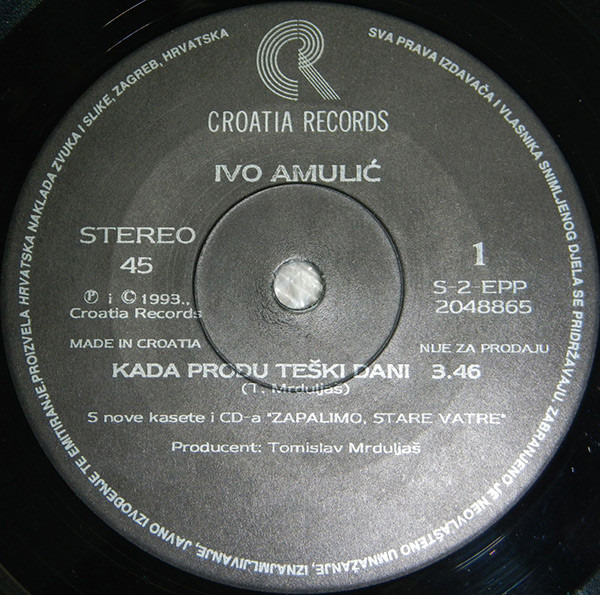 CROATIA RECORDS
IVO AMULIĆ
STEREO
45
℗ i © 1993.,
Croatia Records
MADE IN CROATIA
1
S-2-EPP
2048865
NIJE ZA PRODAJU
KADA PROĐU TEŠKI DANI 3.46
(T. Mrduljaš)
S nove kasete i CD-a "ZAPALIMO, STARE VATRE"
Producent: Tomislav Mrduljaš
PROIZVELA HRVATSKA NAKLADA ZVUKA I SLIKE, ZAGREB, HRVATSKA
SVA PRAVA IZDAVAČA I VLASNIKA SNIMLJENOG DJELA SE PRIDRŽAVAJU. ZABRANJENO JE NEOVLAŠTENO UMNAŽANJE, IZNAJMLJIVANJE, JAVNO IZVOĐENJE TE EMITIRANJE.